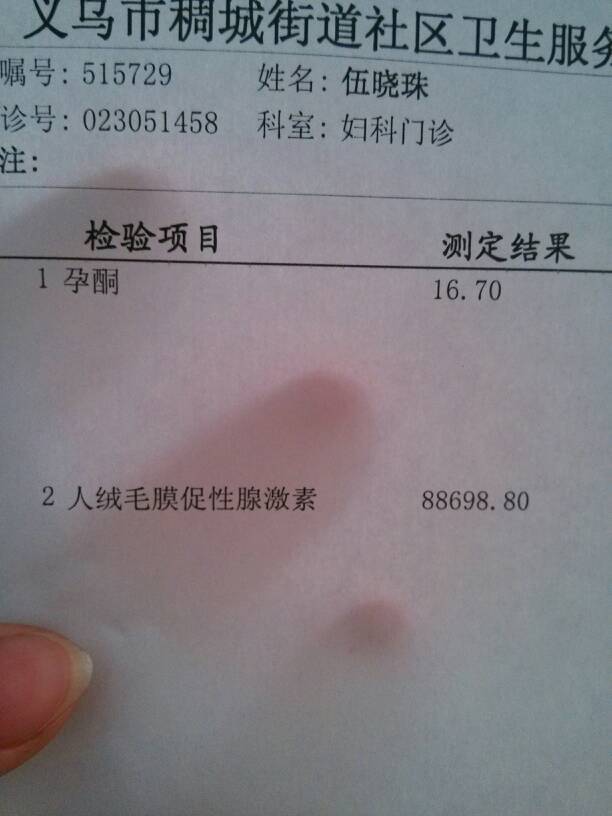 义乌市稠城街道社区卫生服务
嘱号: 515729 姓名: 伍晓珠
诊号: 023051458 科室: 妇科门诊
注:
检验项目 测定结果
1 孕酮 16.70
2 人绒毛膜促性腺激素 88698.80